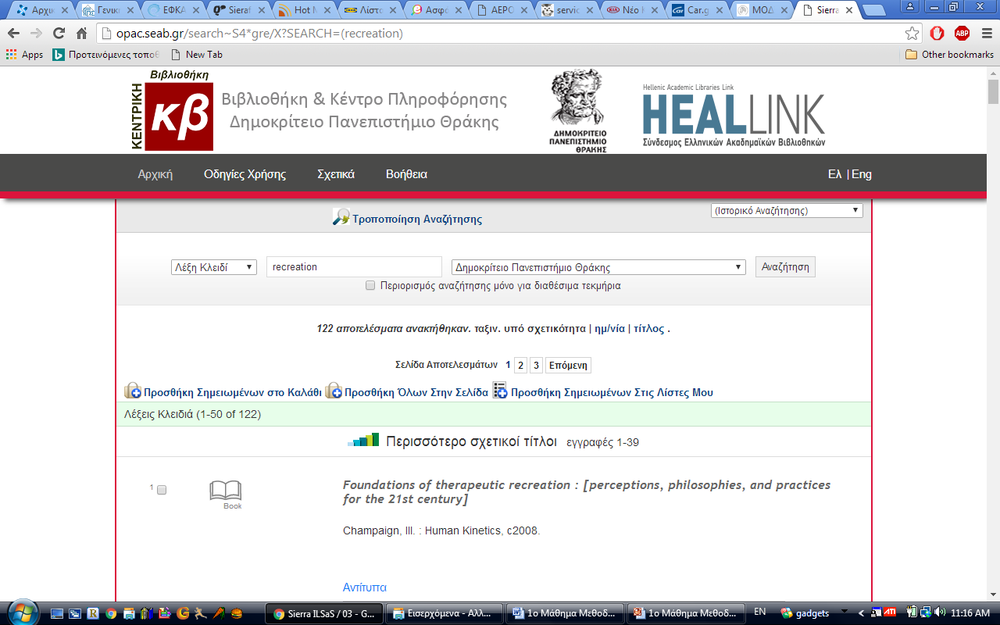 Αρχικ
Γενικ
ΕΦΚΑ
Sieraf
Hot N
Λίστα
Ασφά
ΑΕΡΟ
servic
Νέο
Car.g
ΜΟΔ
Sierra
opac.seab.gr/search~S4*gre/X?SEARCH=(recreation)
ABP
Apps
Προτεινόμενες τοποθ
New Tab
Other bookmarks
Βιβλιοθήκη
ΚΕΝΤΡΙΚΗ
κβ
Βιβλιοθήκη & Κέντρο Πληροφόρησης
Δημοκρίτειο Πανεπιστήμιο Θράκης
ΔΗΜΟΚΡΙΤΕΙΟ
ΠΑΝΕΠΙΣΤΗΜΙΟ
ΘΡΑΚΗΣ
Hellenic Academic Libraries Link
HEALLINK
Σύνδεσμος Ελληνικών Ακαδημαϊκών Βιβλιοθηκών
Αρχική Οδηγίες Χρήσης Σχετικά Βοήθεια Ελ | Eng
Τροποποίηση Αναζήτησης
(Ιστορικό Αναζήτησης)
Λέξη Κλειδί recreation Δημοκρίτειο Πανεπιστήμιο Θράκης Αναζήτηση
Περιορισμός αναζήτησης μόνο για διαθέσιμα τεκμήρια
122 αποτελέσματα ανακτήθηκαν. ταξιν. υπό σχετικότητα | ημ/νία | τίτλος .
Σελίδα Αποτελεσμάτων 1 2 3 Επόμενη
Προσθήκη Σημειωμένων στο Καλάθι Προσθήκη Όλων Στην Σελίδα Προσθήκη Σημειωμένων Στις Λίστες Μου
Λέξεις Κλειδιά (1-50 of 122)
Περισσότερο σχετικοί τίτλοι εγγραφές 1-39
1
Book
Foundations of therapeutic recreation : [perceptions, philosophies, and practices
for the 21st century]
Champaign, Ill. : Human Kinetics, c2008.
Αντίτυπα
Sierra ILSaS / 03 - G...
Εισερχόμενα - Αλλ...
1ο Μάθημα Μεθοδ...
1ο Μάθημα Μεθοδ...
EN
gadgets
ATI
11:16 AM